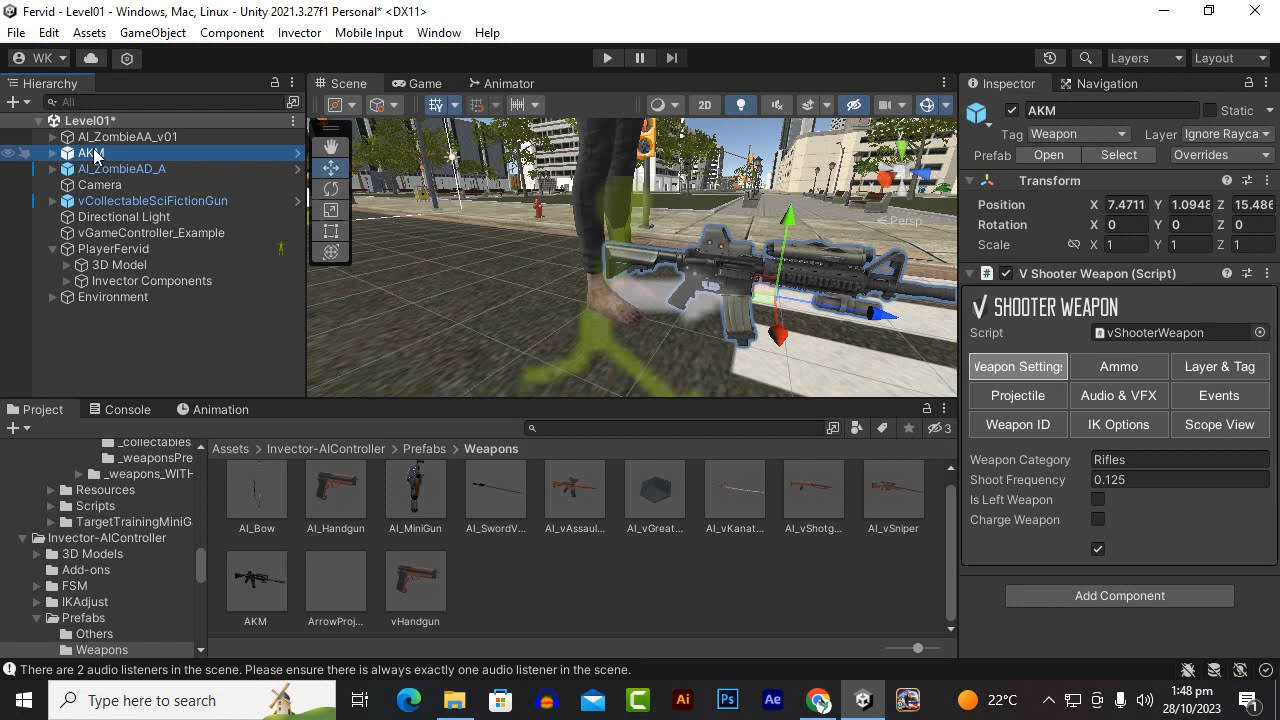 Fervid - Level01 - Windows, Mac, Linux - Unity 2021.3.27f1 Personal* <DX11>
File Edit Assets GameObject Component Invector Mobile Input Window Help
WK Layers Layout
Hierarchy
All
Level01*
AI_ZombieAA_v01
AKM
AI_ZombieAD_A
Camera
vCollectableSciFictionGun
Directional Light
vGameController_Example
PlayerFervid
3D Model
Invector Components
Environment
Scene Game Animator
2D
Persp
Inspector Navigation
AKM Static
Tag Weapon Layer Ignore Rayca
Prefab Open Select Overrides
Transform
Position X 7.4711 Y 1.0948 Z 15.486
Rotation X 0 Y 0 Z 0
Scale X 1 Y 1 Z 1
V Shooter Weapon (Script)
SHOOTER WEAPON
Script vShooterWeapon
Weapon Settings Ammo Layer & Tag
Projectile Audio & VFX Events
Weapon ID IK Options Scope View
Weapon Category Rifles
Shoot Frequency 0.125
Is Left Weapon
Charge Weapon
Add Component
Project Console Animation
3
_collectables
_weaponsPre
_weapons_WITH
Resources
Scripts
TargetTrainingMiniG
Invector-AIController
3D Models
Add-ons
FSM
IKAdjust
Prefabs
Others
Weapons
Assets Invector-AIController Prefabs Weapons
AI_Bow AI_Handgun AI_MiniGun AI_SwordV... AI_vAssaul... AI_vGreat... AI_vKanat... AI_vShotg... AI_vSniper
AKM ArrowProj... vHandgun
There are 2 audio listeners in the scene. Please ensure there is always exactly one audio listener in the scene.
Type here to search
Ai Ps Ae
22°C
1:48 pm
28/10/2023
1